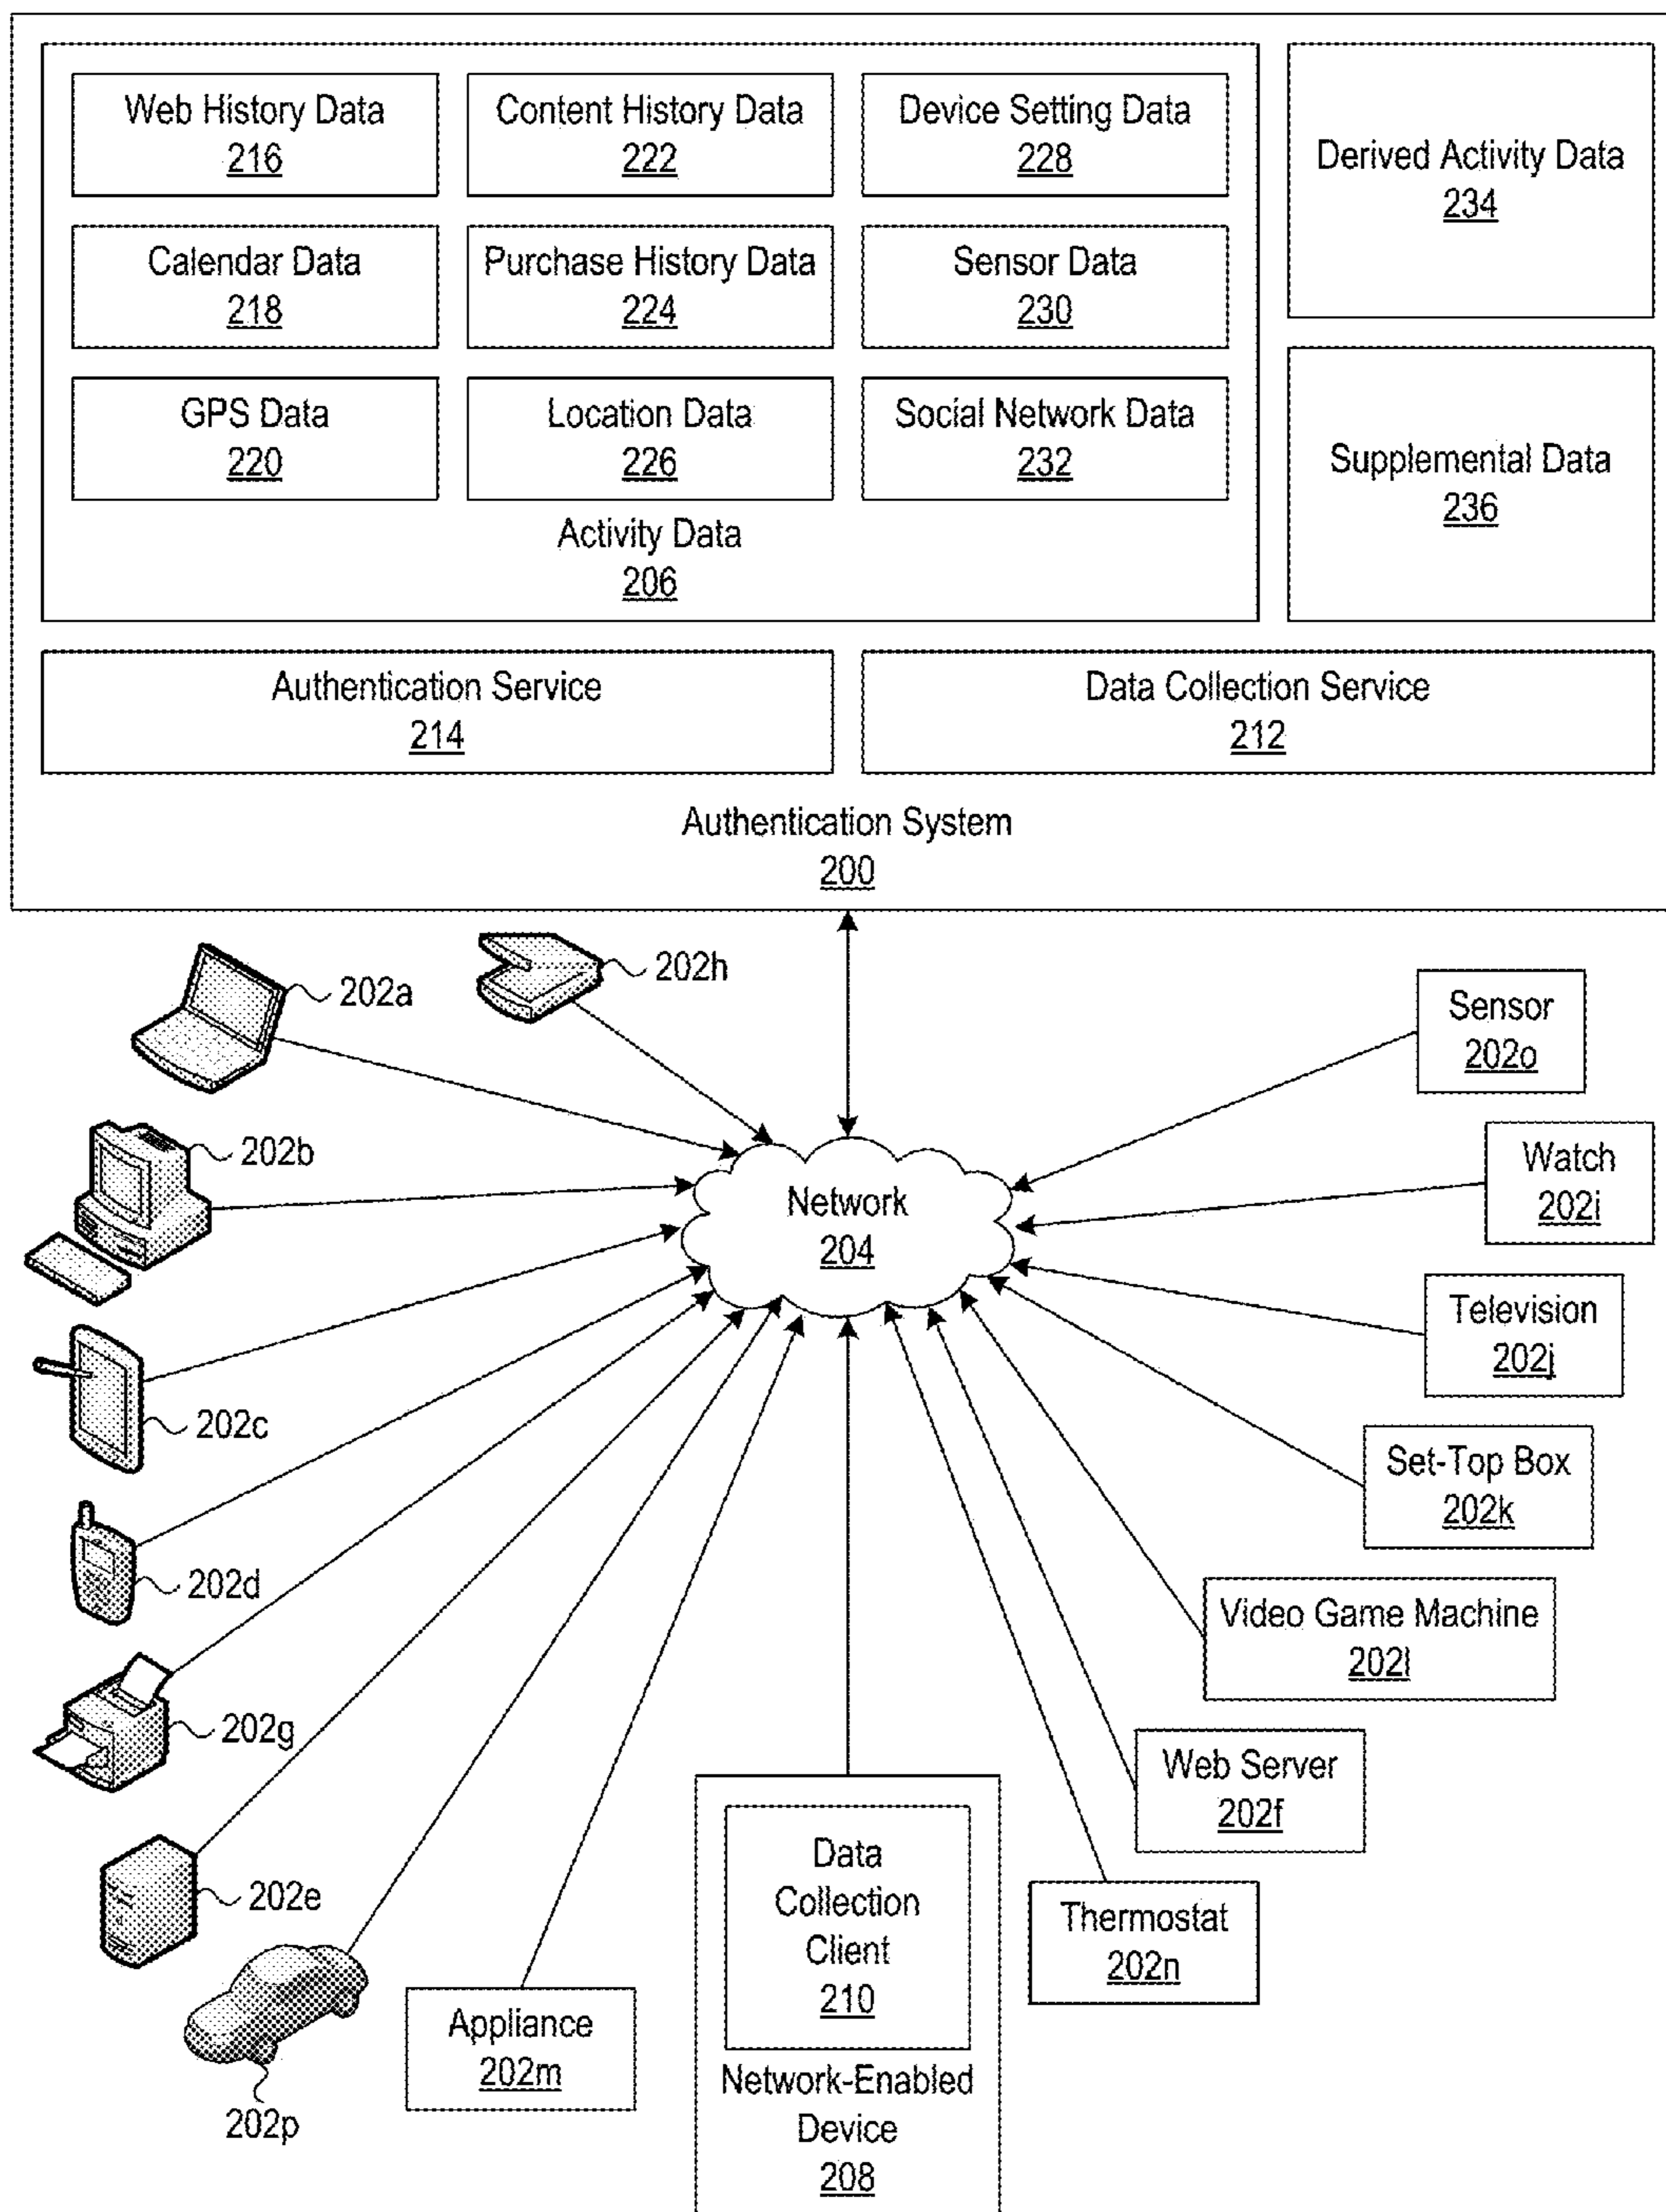 Web History Data
216
Content History Data
222
Device Setting Data
228
Derived Activity Data
234
Calendar Data
218
Purchase History Data
224
Sensor Data
230
GPS Data
220
Location Data
226
Social Network Data
232
Supplemental Data
236
Activity Data
206
Authentication Service
214
Data Collection Service
212
Authentication System
200
202a
202h
Sensor
202o
202b
Watch
202i
Network
204
Television
202j
202c
Set-Top Box
202k
202d
Video Game Machine
202l
202g
Web Server
202f
202e
Data
Collection
Client
210
Thermostat
202n
Appliance
202m
Network-Enabled
Device
208
202p